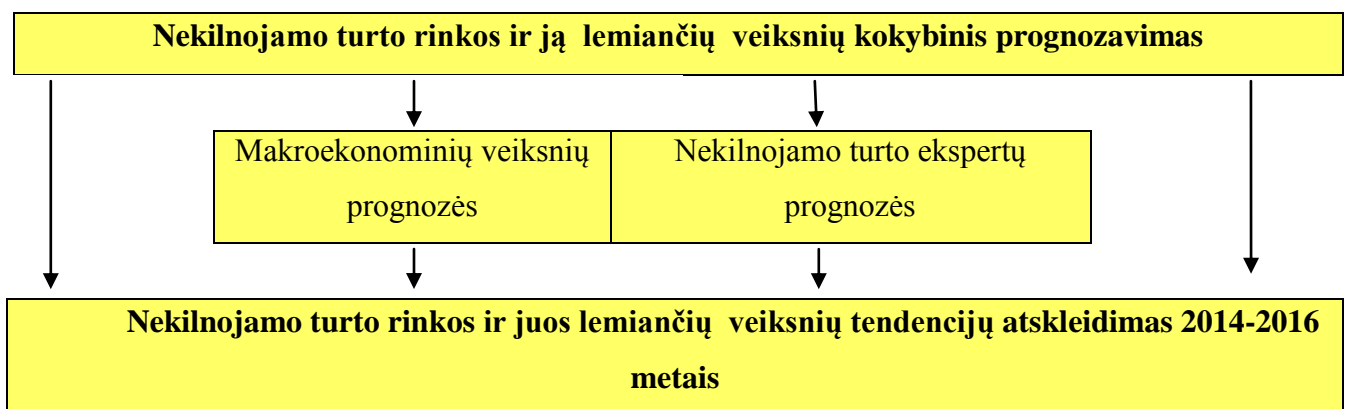 Nekilnojamo turto rinkos ir ją lemiančių veiksnių kokybinis prognozavimas
Makroekonominių veiksnių
prognozės
Nekilnojamo turto ekspertų
prognozės
Nekilnojamo turto rinkos ir juos lemiančių veiksnių tendencijų atskleidimas 2014-2016
metais